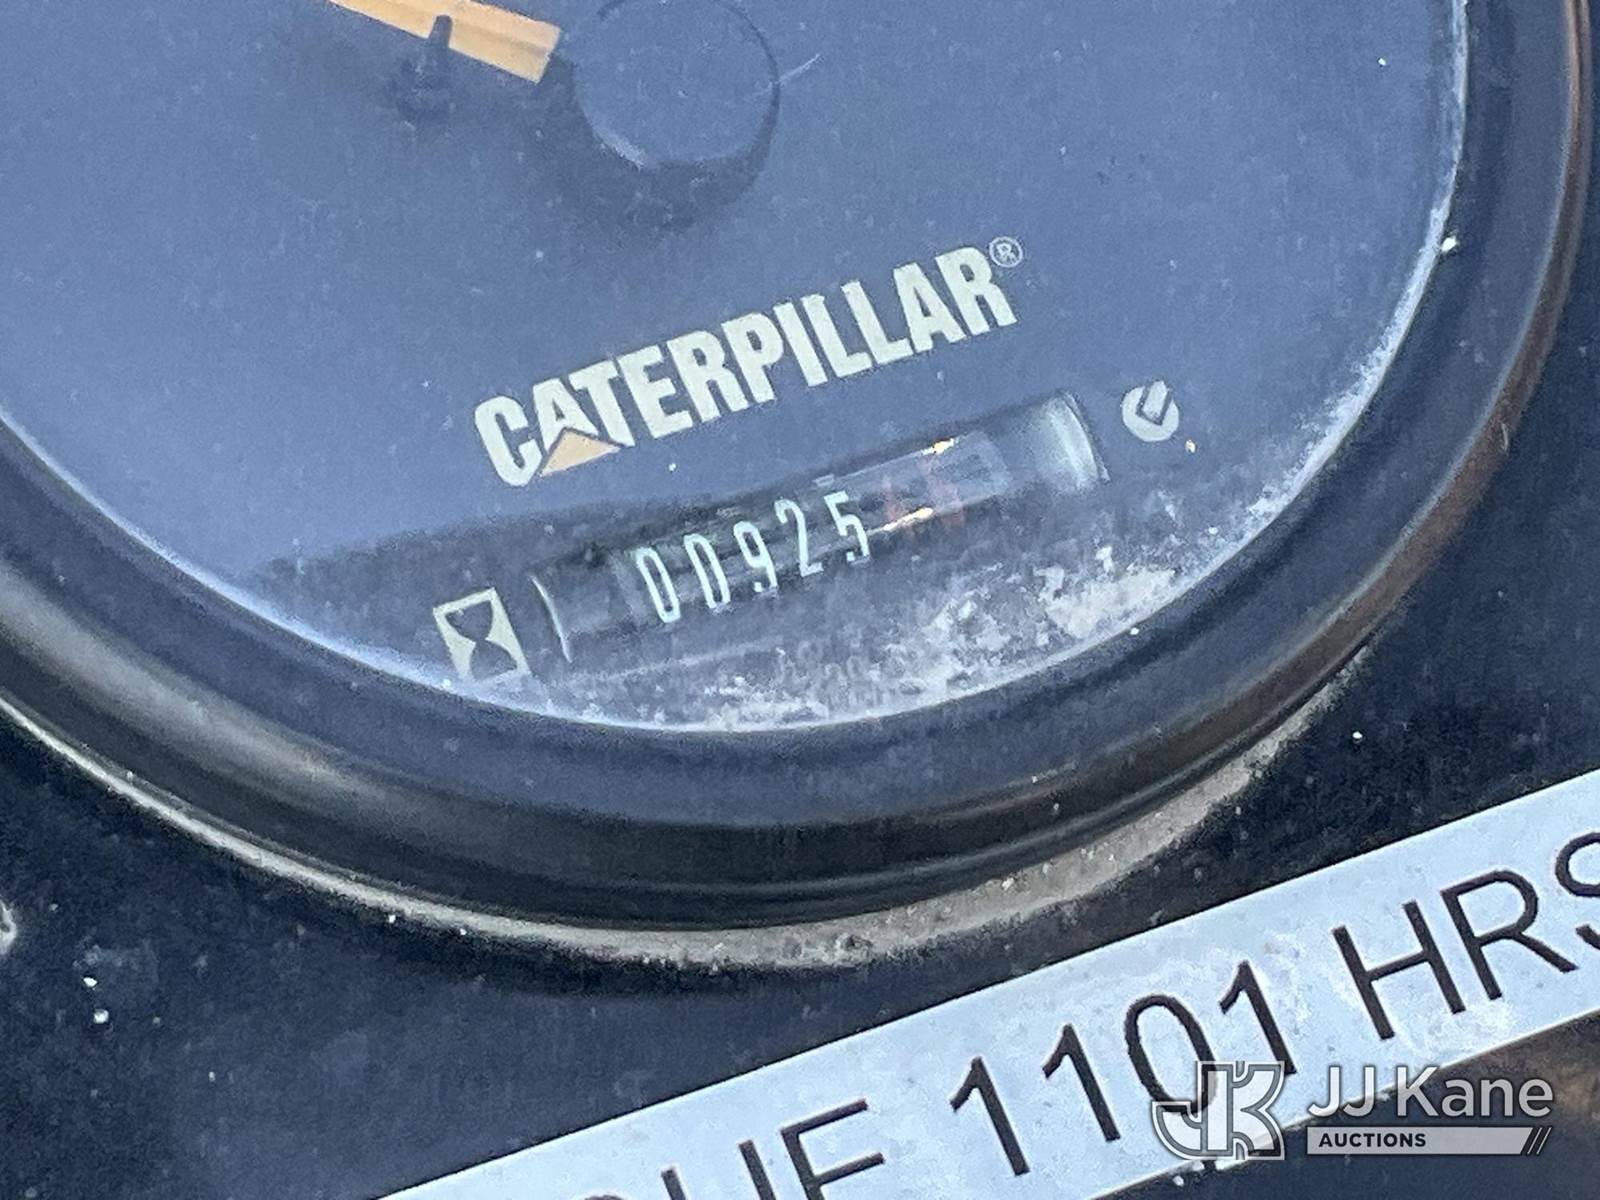 CATERPILLAR®
00925
DUE 1101 HRS
JJ Kane
AUCTIONS